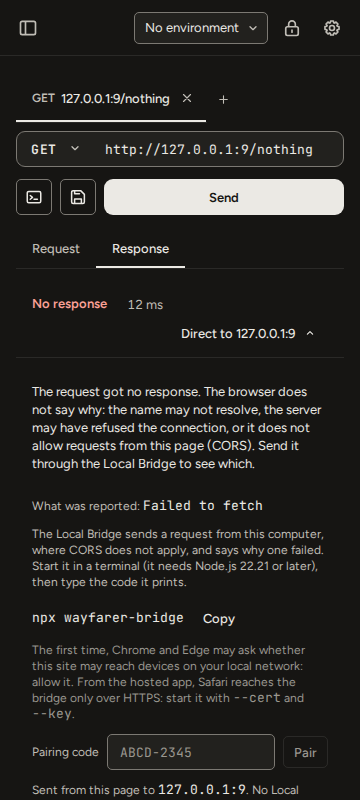 No environment
GET 127.0.0.1:9/nothing
GET http://127.0.0.1:9/nothing
Send
Request Response
No response 12 ms
Direct to 127.0.0.1:9
The request got no response. The browser does
not say why: the name may not resolve, the server
may have refused the connection, or it does not
allow requests from this page (CORS). Send it
through the Local Bridge to see which.
What was reported: Failed to fetch
The Local Bridge sends a request from this computer,
where CORS does not apply, and says why one failed.
Start it in a terminal (it needs Node.js 22.21 or later),
then type the code it prints.
npx wayfarer-bridge Copy
The first time, Chrome and Edge may ask whether
this site may reach devices on your local network:
allow it. From the hosted app, Safari reaches the
bridge only over HTTPS: start it with --cert and
--key.
Pairing code ABCD-2345 Pair
Sent from this page to 127.0.0.1:9. No Local